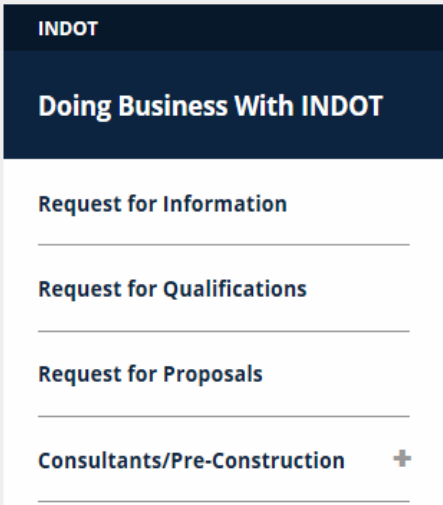 INDOT
Doing Business With INDOT
Request for Information
Request for Qualifications
Request for Proposals
Consultants/Pre-Construction +